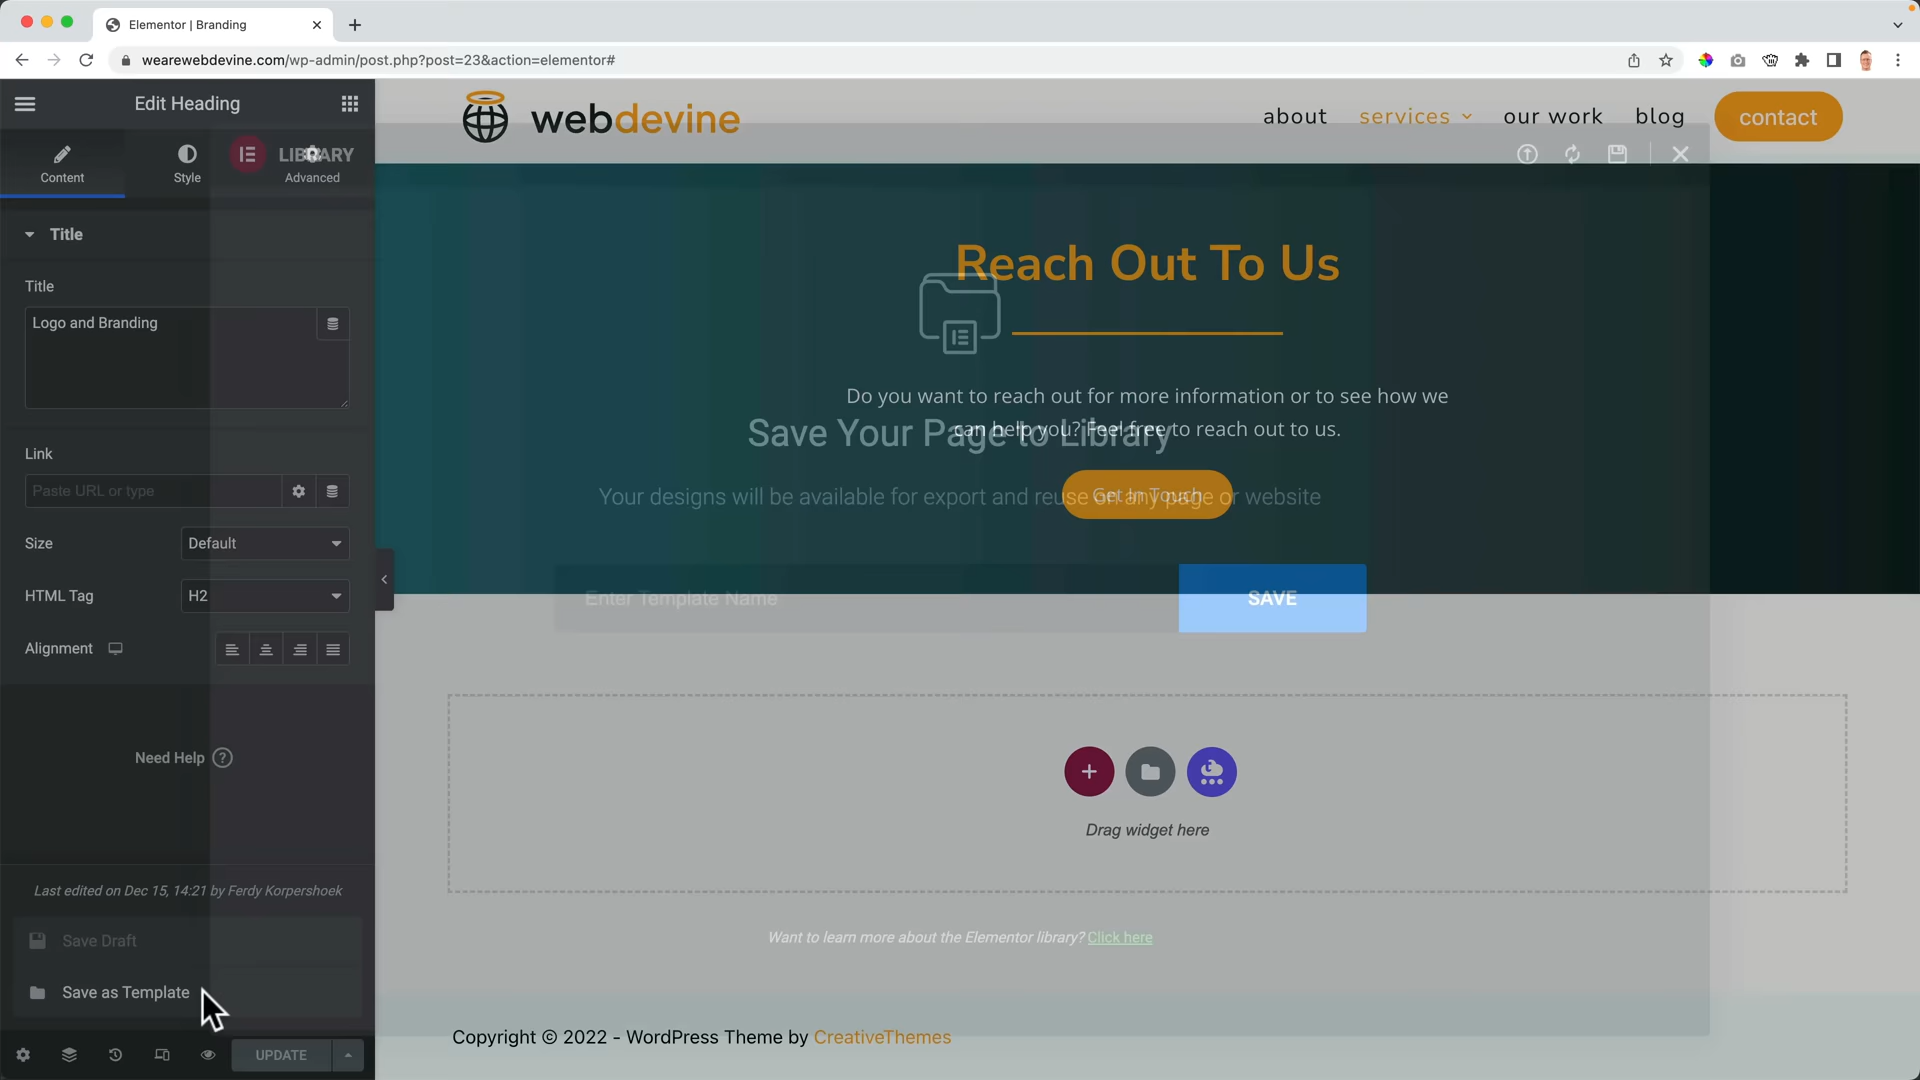 Elementor | Branding
wearewebdevine.com/wp-admin/post.php?post=23&action=elementor#
Edit Heading
webdevine
about
services
our work
blog
contact
LIBRARY
Content
Style
Advanced
Title
Title
Logo and Branding
Link
Paste URL or type
Size
Default
HTML Tag
H2
Alignment
Need Help
Last edited on Dec 15, 14:21 by Ferdy Korpershoek
Save Draft
Save as Template
UPDATE
Reach Out To Us
Do you want to reach out for more information or to see how we
can help you? Feel free to reach out to us.
Save Your Page to Library
Get In Touch
Your designs will be available for export and reuse on any page or website
Enter Template Name
SAVE
Drag widget here
Want to learn more about the Elementor library? Click here
Copyright © 2022 - WordPress Theme by CreativeThemes